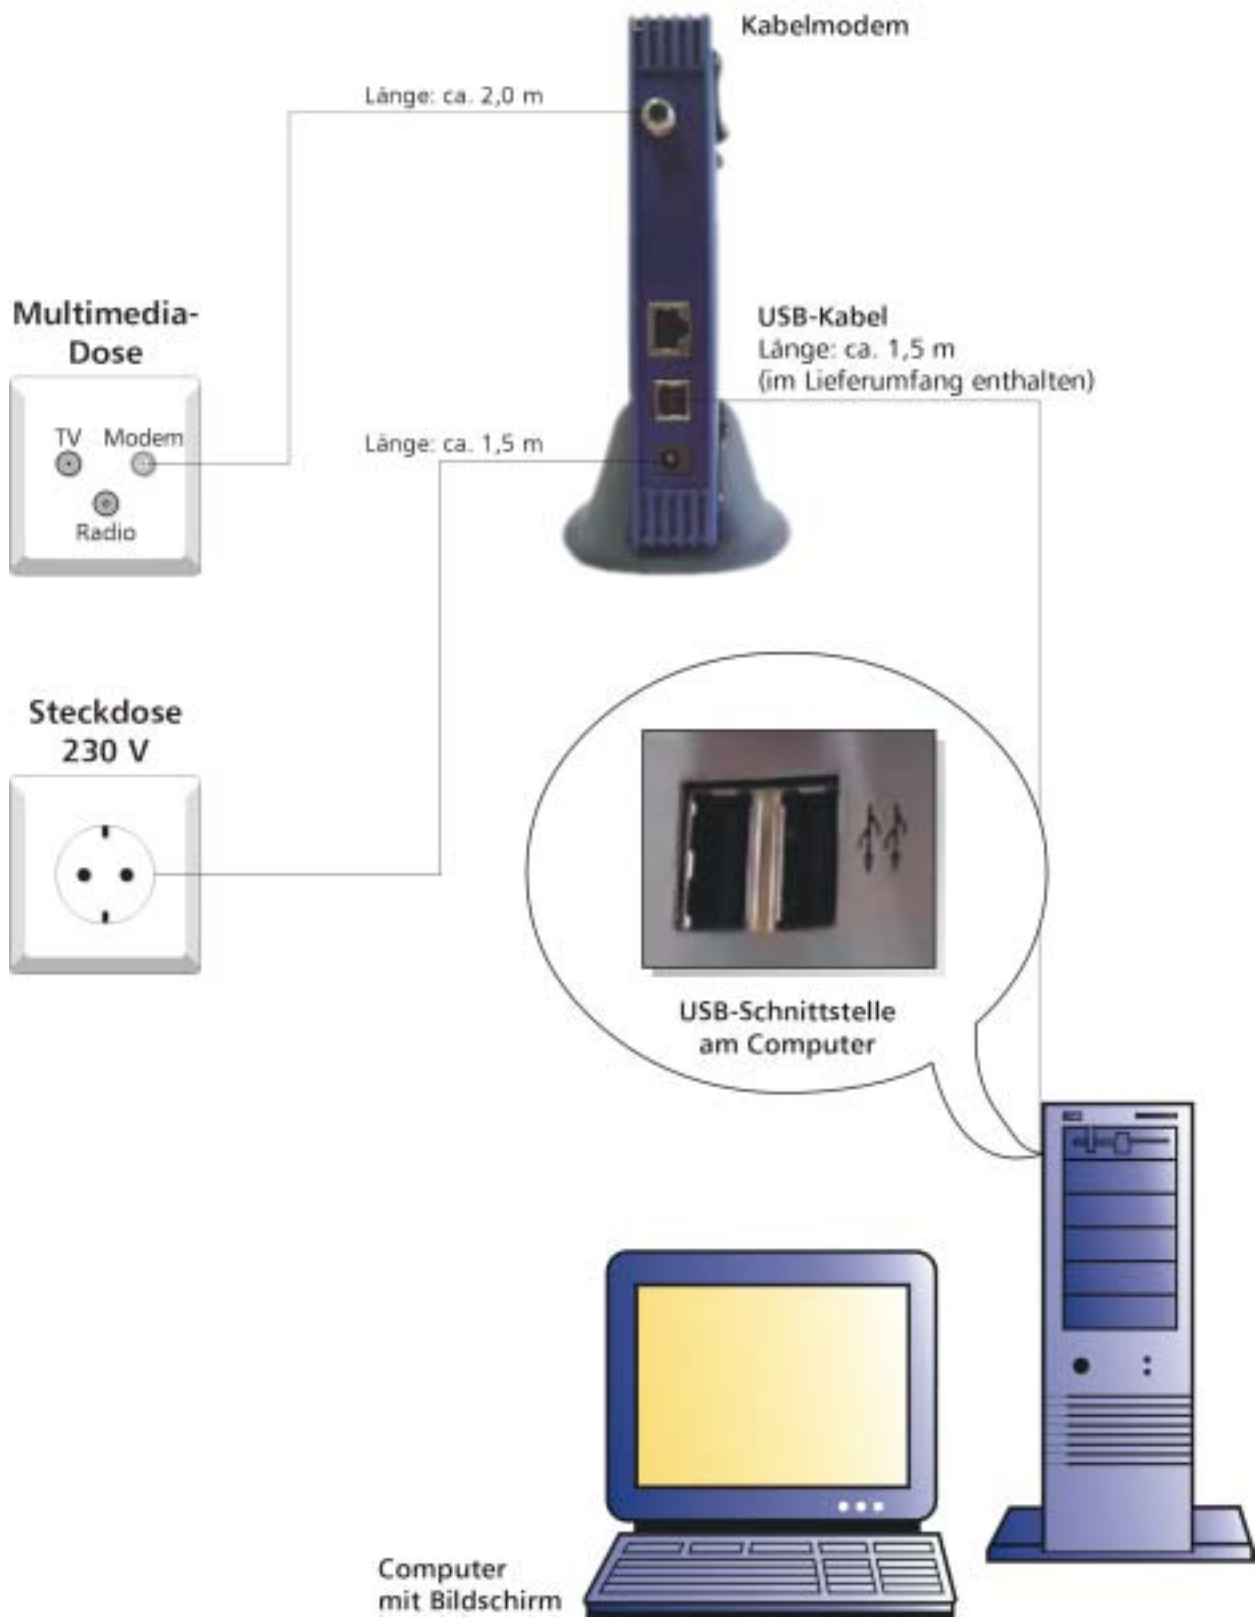 Kabelmodem
Länge: ca. 2,0 m
Multimedia-
Dose
TV Modem
Radio
USB-Kabel
Länge: ca. 1,5 m
(im Lieferumfang enthalten)
Länge: ca. 1,5 m
Steckdose
230 V
USB-Schnittstelle
am Computer
Computer
mit Bildschirm